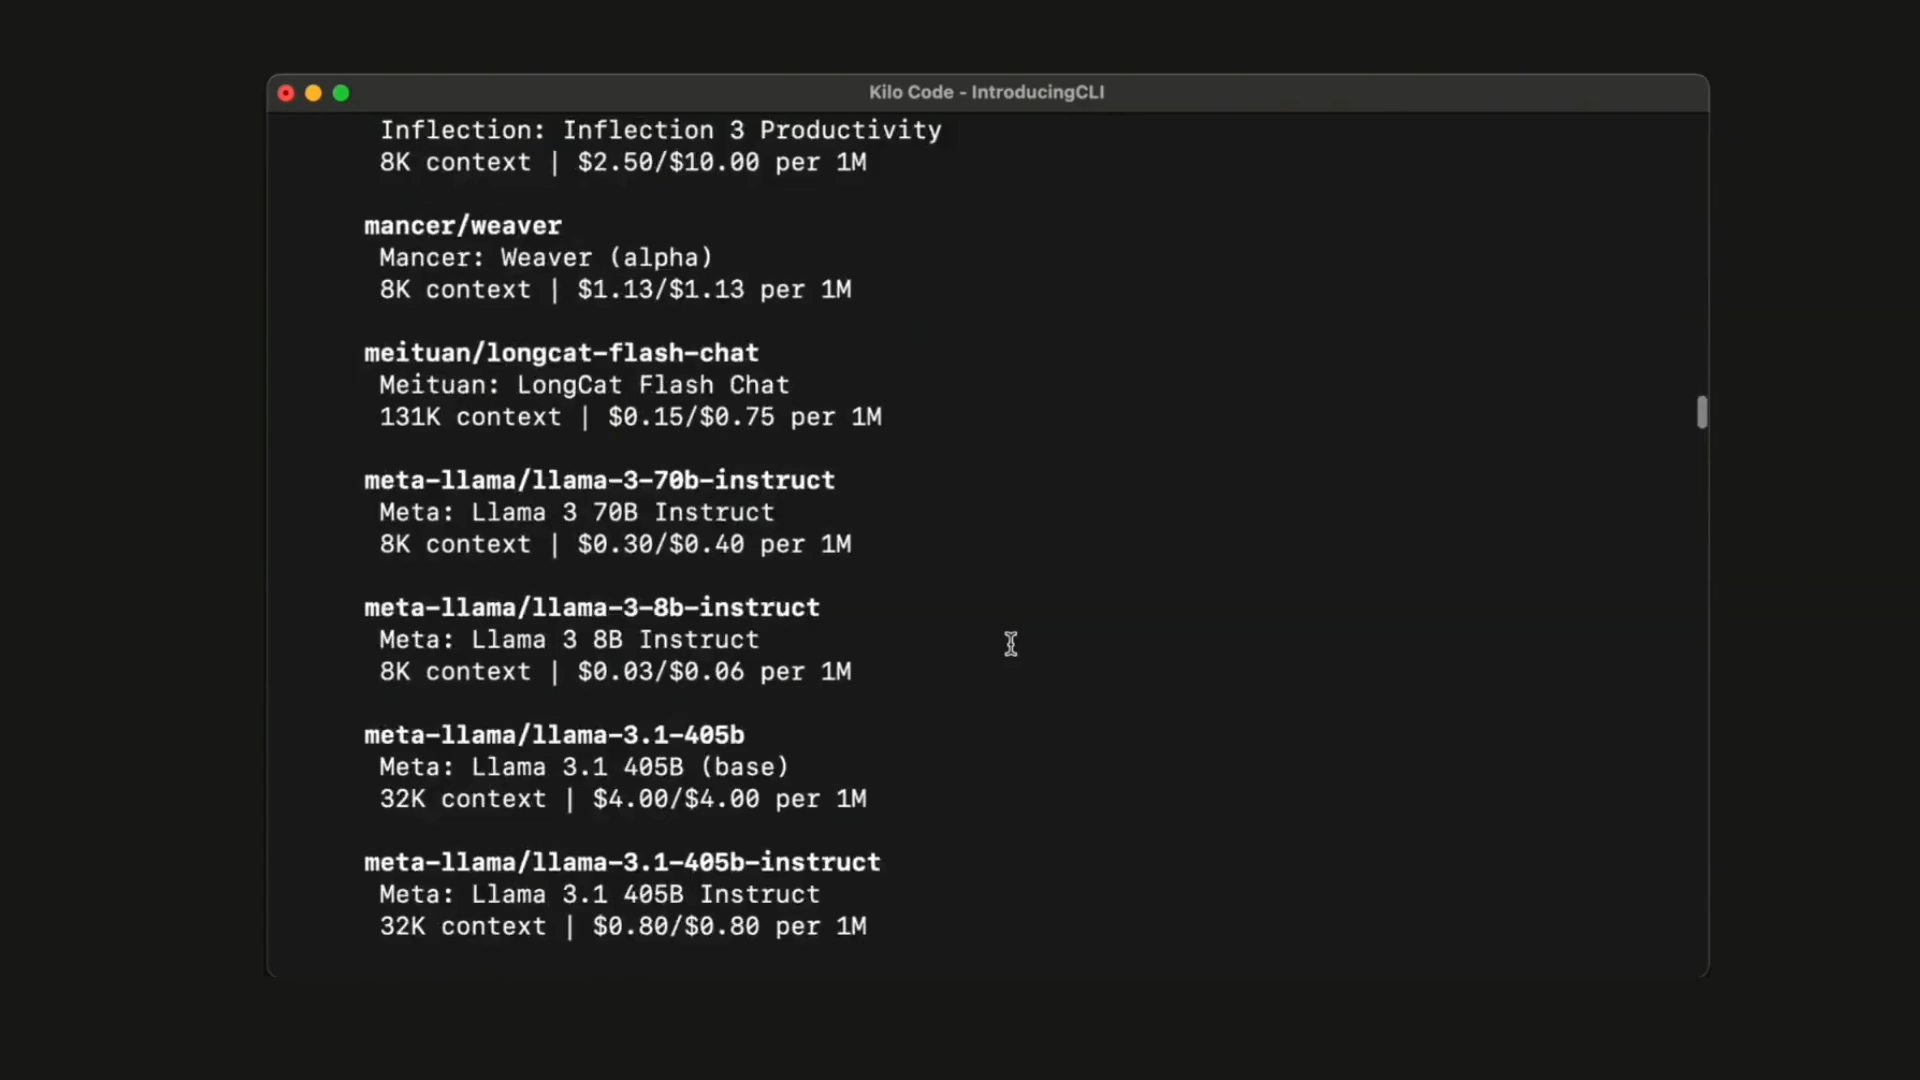 Kilo Code - IntroducingCLI
Inflection: Inflection 3 Productivity
8K context | $2.50/$10.00 per 1M
mancer/weaver
Mancer: Weaver (alpha)
8K context | $1.13/$1.13 per 1M
meituan/longcat-flash-chat
Meituan: LongCat Flash Chat
131K context | $0.15/$0.75 per 1M
meta-llama/llama-3-70b-instruct
Meta: Llama 3 70B Instruct
8K context | $0.30/$0.40 per 1M
meta-llama/llama-3-8b-instruct
Meta: Llama 3 8B Instruct
8K context | $0.03/$0.06 per 1M
meta-llama/llama-3.1-405b
Meta: Llama 3.1 405B (base)
32K context | $4.00/$4.00 per 1M
meta-llama/llama-3.1-405b-instruct
Meta: Llama 3.1 405B Instruct
32K context | $0.80/$0.80 per 1M